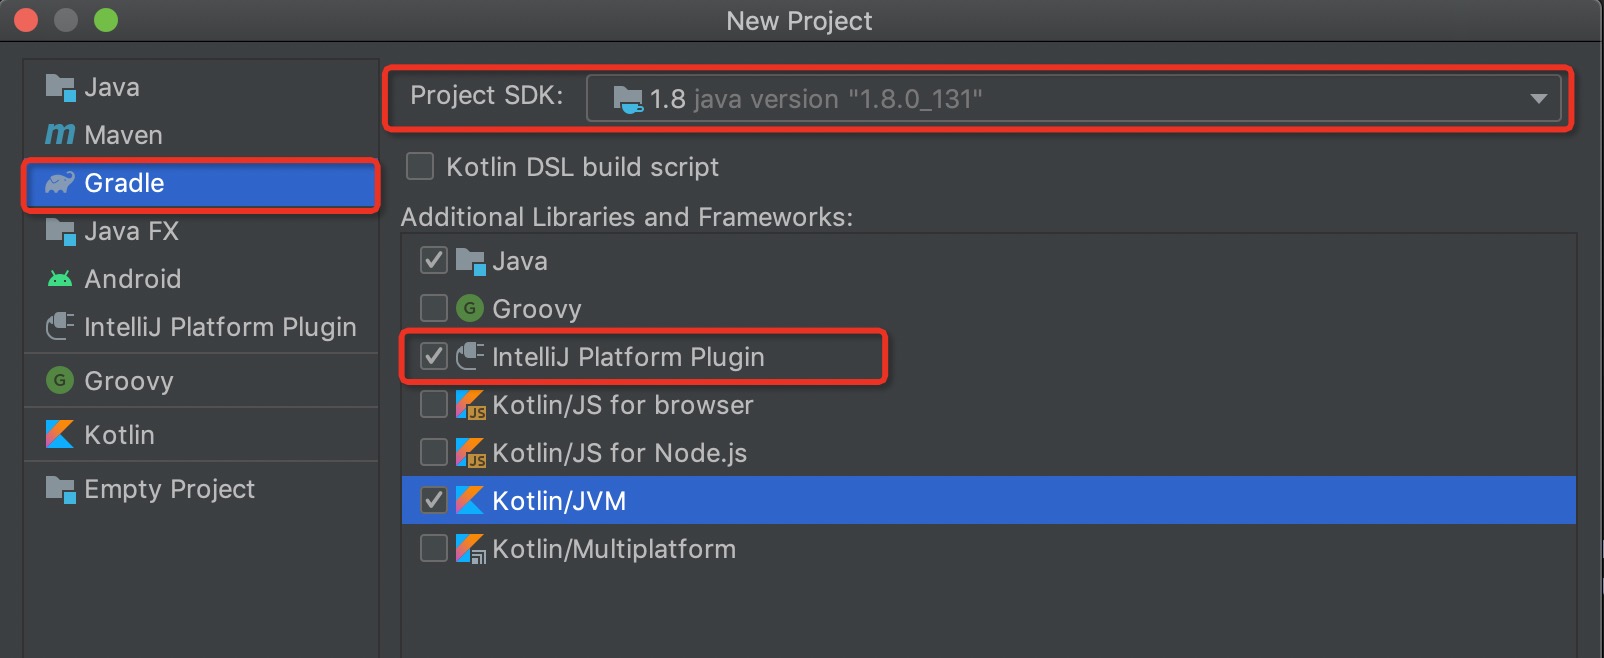 New Project
Java
Maven
Gradle
Java FX
Android
IntelliJ Platform Plugin
Groovy
Kotlin
Empty Project
Project SDK: 1.8 java version "1.8.0_131"
Kotlin DSL build script
Additional Libraries and Frameworks:
Java
Groovy
IntelliJ Platform Plugin
Kotlin/JS for browser
Kotlin/JS for Node.js
Kotlin/JVM
Kotlin/Multiplatform